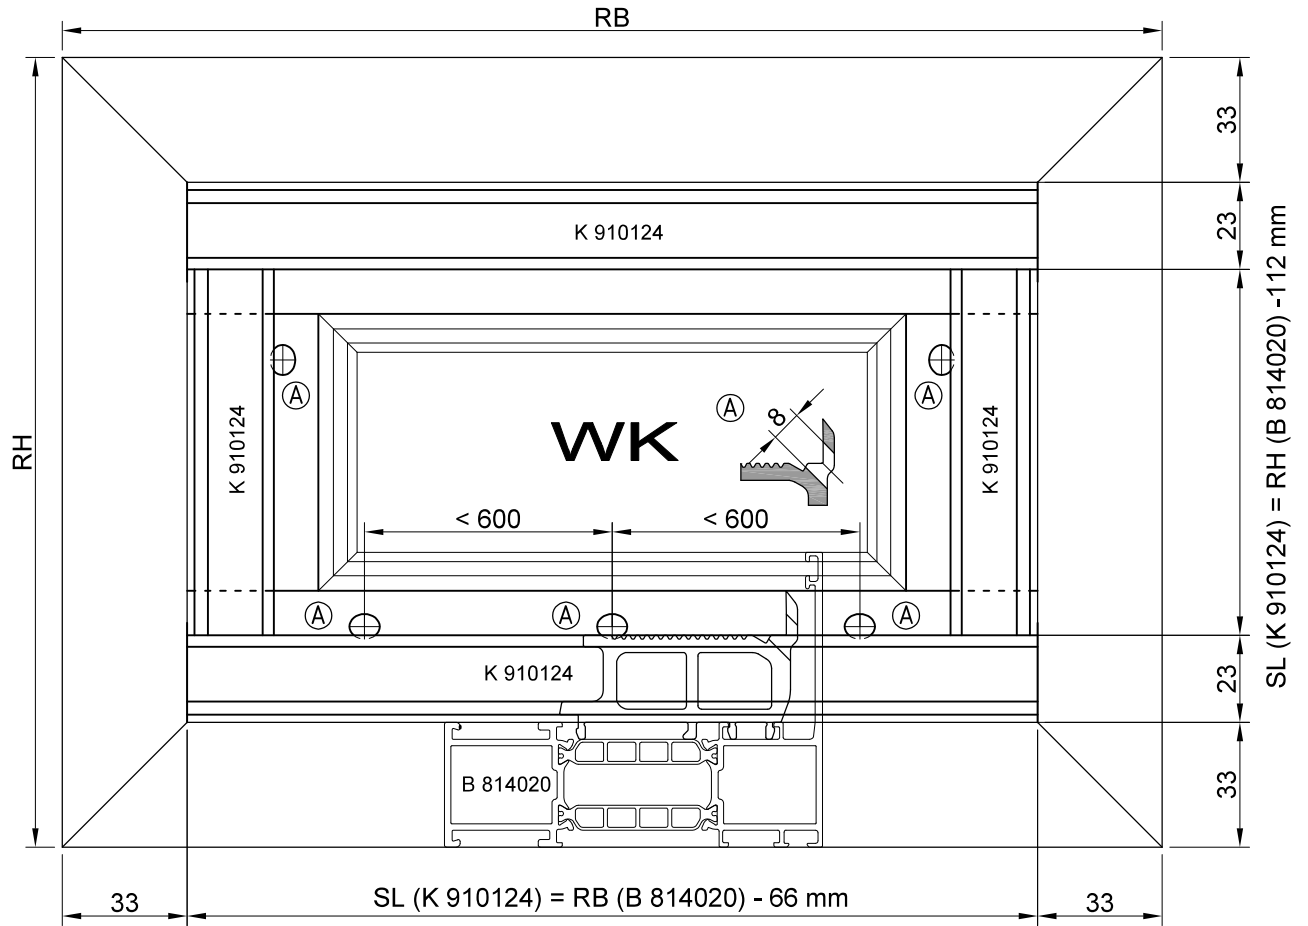 RB
33
K 910124
23
RH
K 910124
A
A
WK
A
8
K 910124
SL (K 910124) = RH (B 814020) -112 mm
< 600
< 600
A
A
A
K 910124
23
B 814020
33
33
SL (K 910124) = RB (B 814020) - 66 mm
33